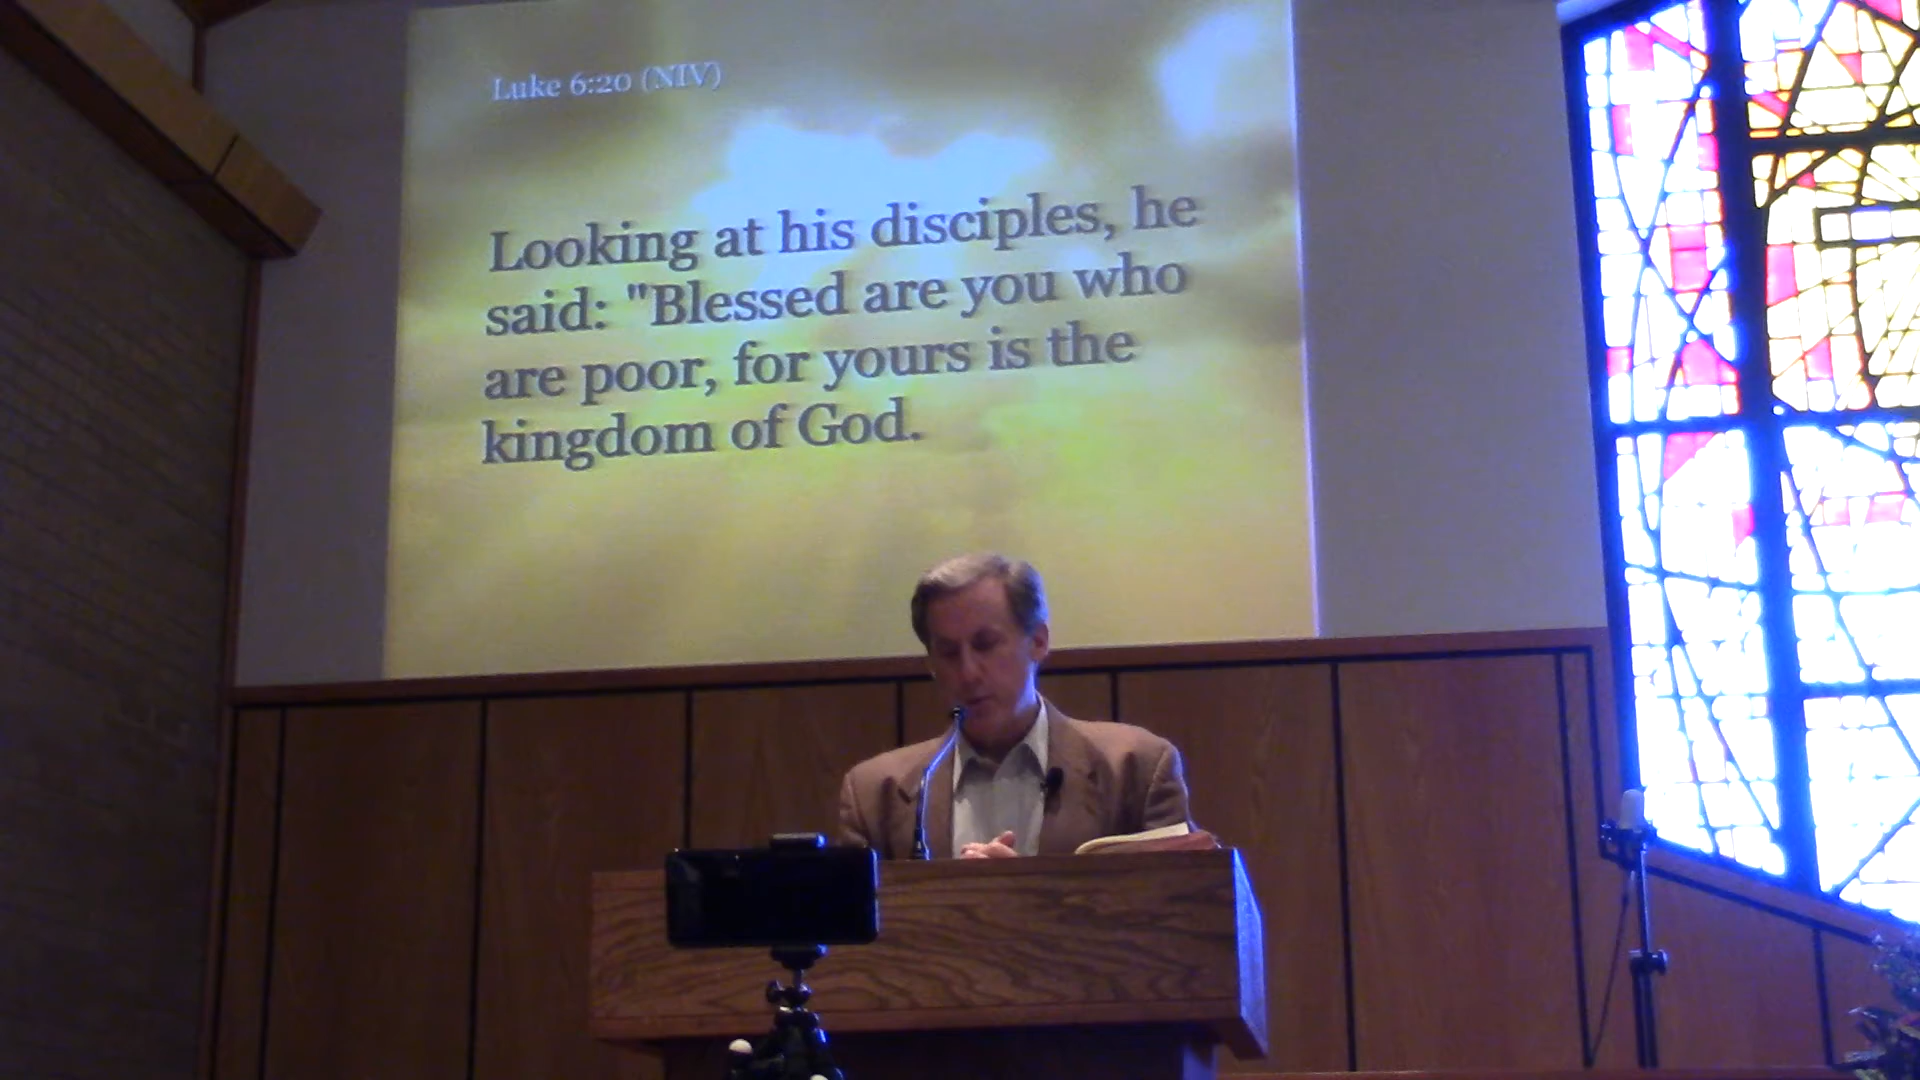 Luke 6:20 (NIV)
Looking at his disciples, he
said: "Blessed are you who
are poor, for yours is the
kingdom of God.